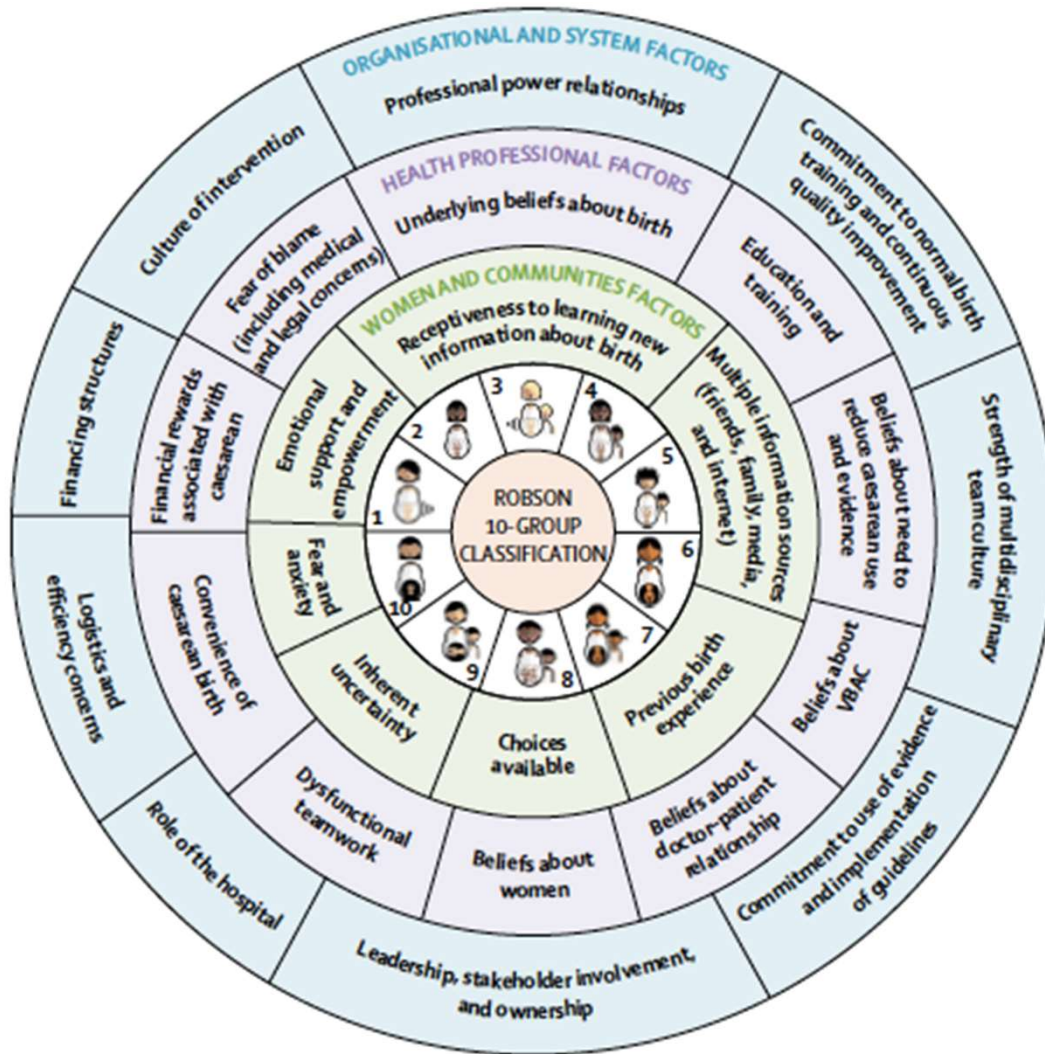 ORGANISATIONAL AND SYSTEM FACTORS
Professional power relationships
Commitment to normal birth
training and continuous
quality improvement
Strength of multidisciplinary
team culture
Commitment to use of evidence
and implementation
of guidelines
Leadership, stakeholder involvement,
and ownership
Role of the hospital
Logistics and
efficiency concerns
Financing structures
Culture of intervention
HEALTH PROFESSIONAL FACTORS
Underlying beliefs about birth
Education and
training
Beliefs about need to
reduce caesarean use
and evidence
Beliefs about
VBAC
Beliefs about
doctor-patient
relationship
Beliefs about
women
Dysfunctional
teamwork
Convenience of
caesarean birth
Financial rewards
associated with
caesarean
Fear of blame
(including medical
and legal concerns)
WOMEN AND COMMUNITIES FACTORS
Receptiveness to learning new
information about birth
Multiple information sources
(friends, family, media,
and internet)
Previous birth
experience
Choices
available
Inherent
uncertainty
Fear and
anxiety
Emotional
support and
empowerment
1
2
3
4
5
6
7
8
9
10
ROBSON
10-GROUP
CLASSIFICATION